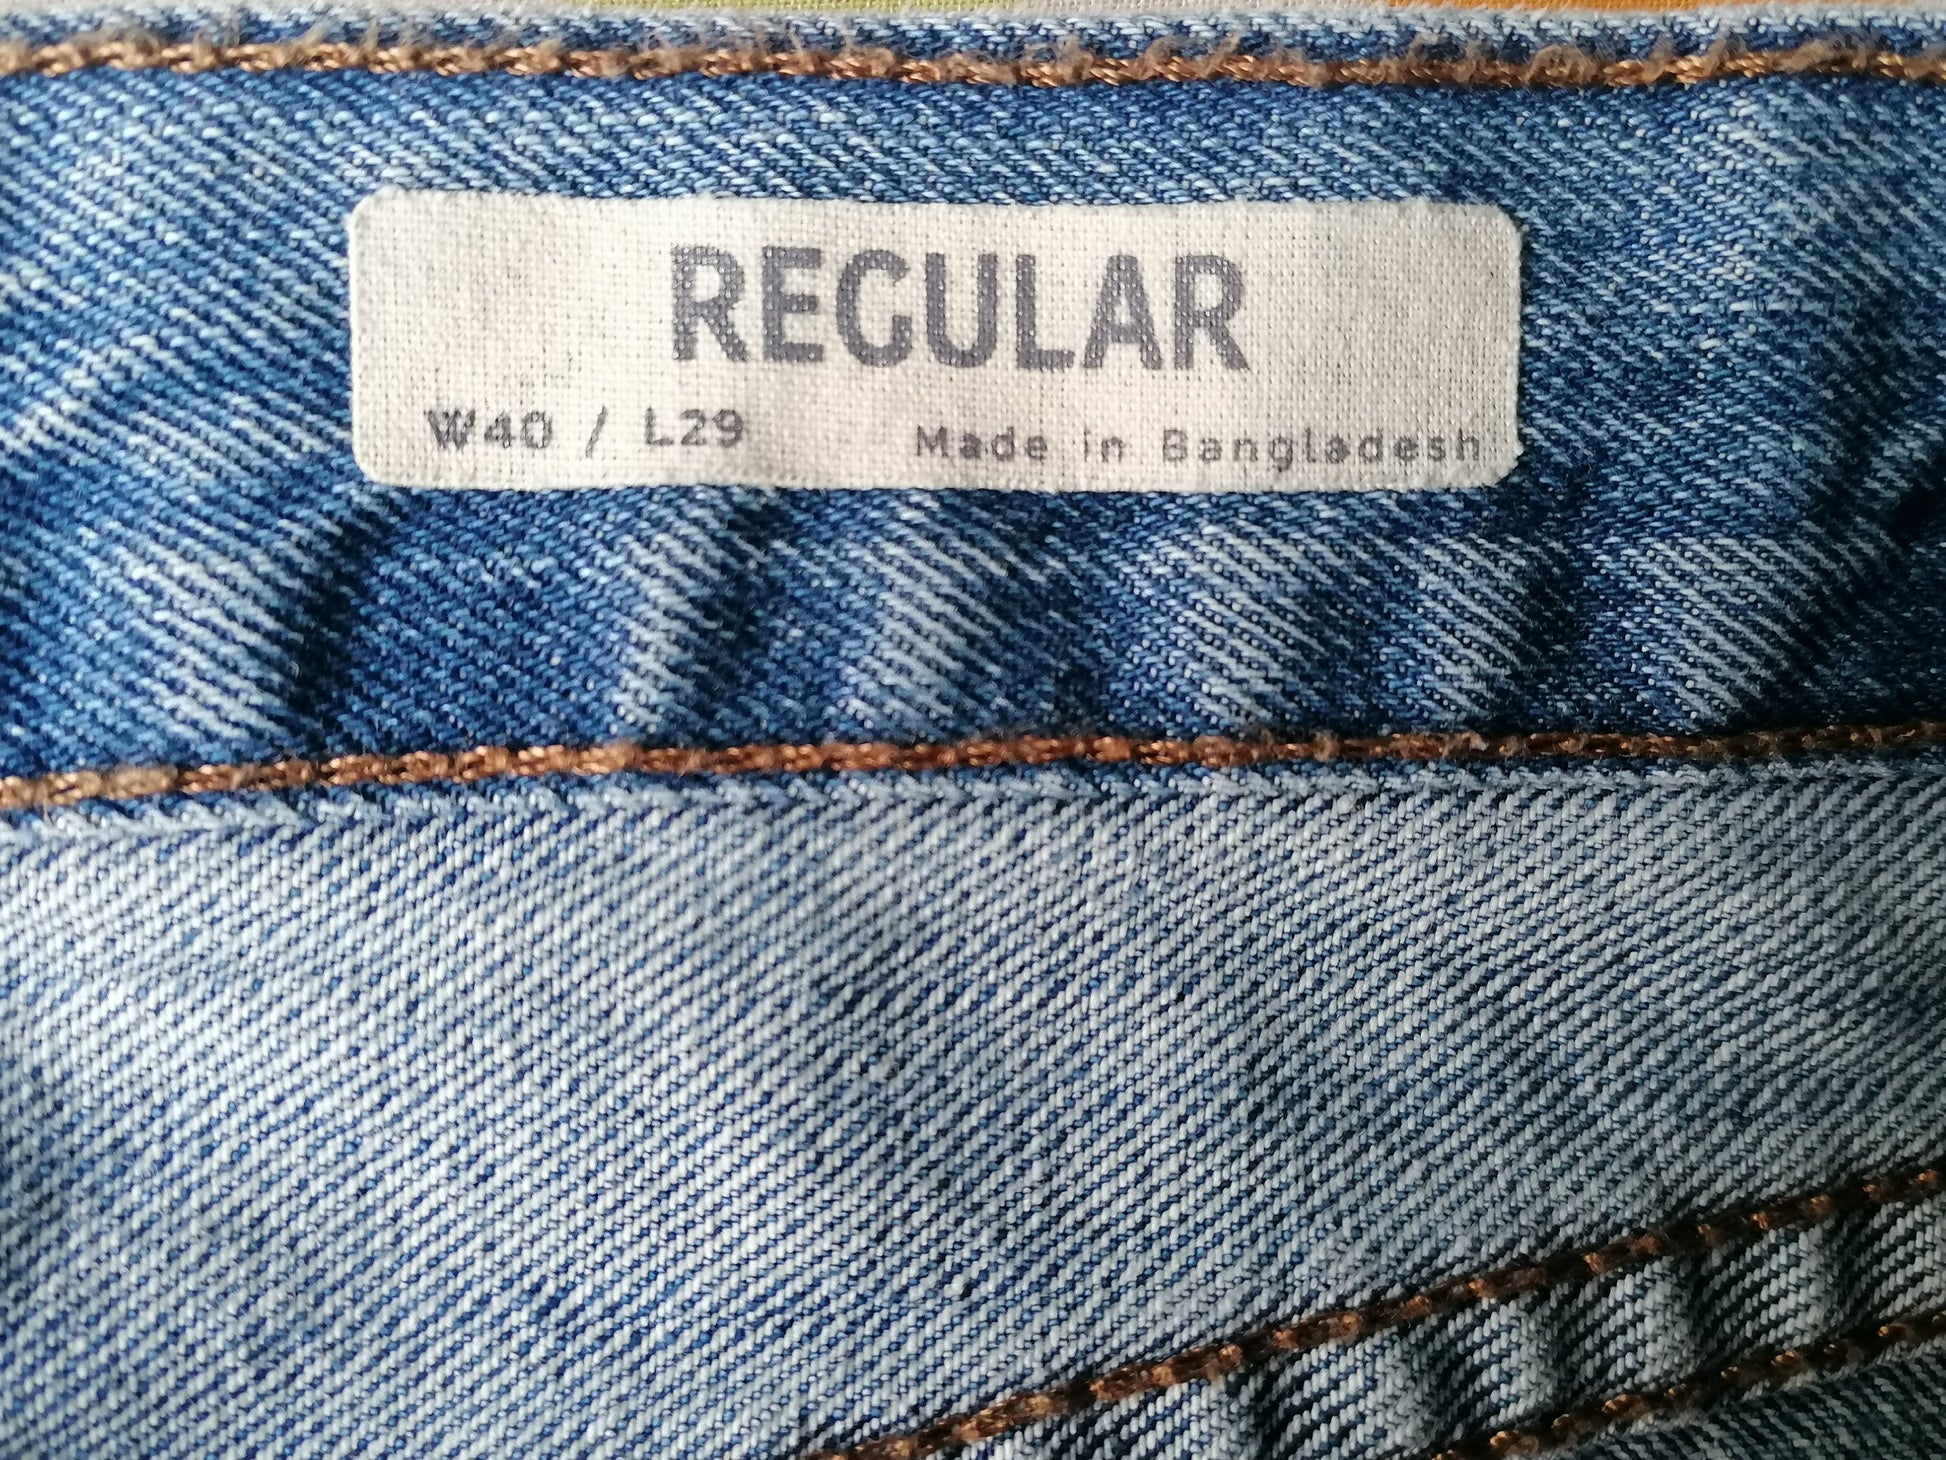 REGULAR
W40 / L29
Made in Bangladesh